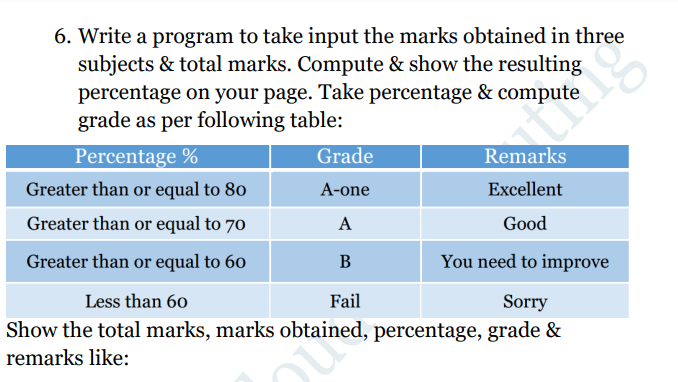 6. Write a program to take input the marks obtained in three
subjects & total marks. Compute & show the resulting
percentage on your page. Take percentage & compute
grade as per following table:
Percentage % Grade Remarks
Greater than or equal to 80 A-one Excellent
Greater than or equal to 70 A Good
Greater than or equal to 60 B You need to improve
Less than 60 Fail Sorry
Show the total marks, marks obtained, percentage, grade &
remarks like: